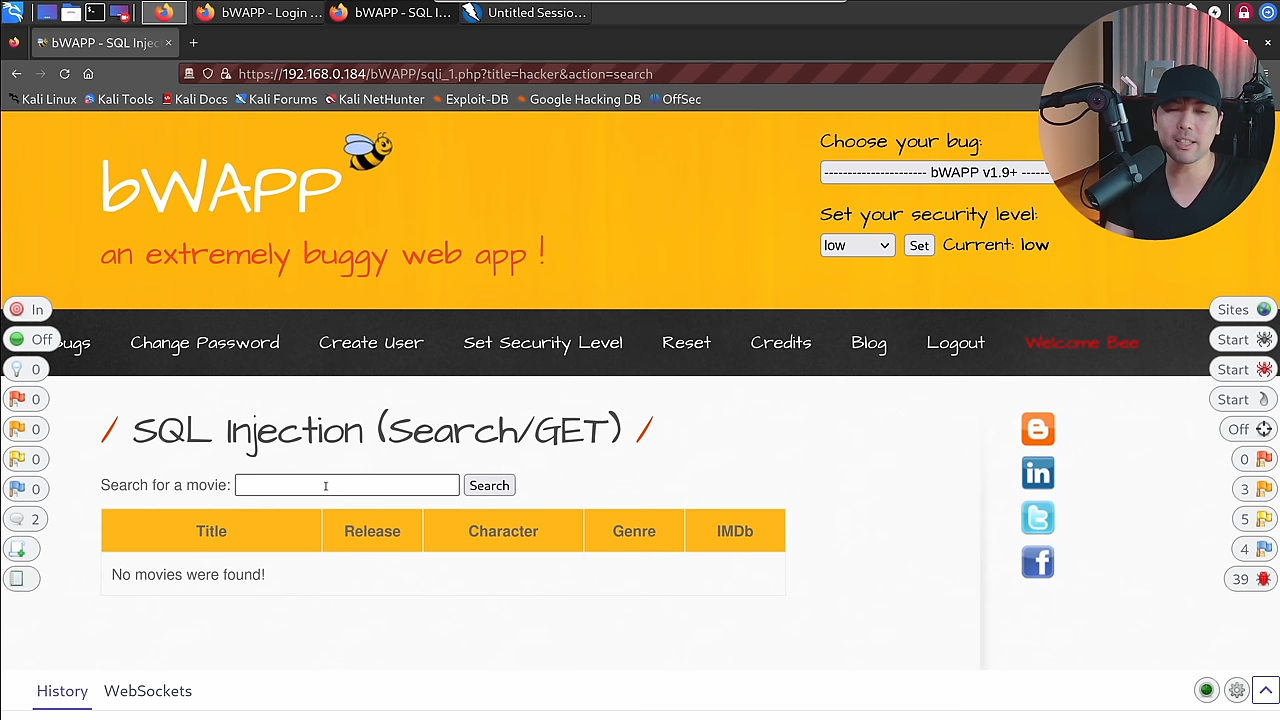 bWAPP - Login ...
bWAPP - SQL I...
Untitled Sessio...
bWAPP - SQL Injec
https://192.168.0.184/bWAPP/sqli_1.php?title=hacker&action=search
Kali Linux
Kali Tools
Kali Docs
Kali Forums
Kali NetHunter
Exploit-DB
Google Hacking DB
OffSec
bWAPP
an extremely buggy web app !
Choose your bug:
---------------------- bWAPP v1.9+ ------
Set your security level:
low
Set
Current: low
ugs
Change Password
Create User
Set Security Level
Reset
Credits
Blog
Logout
Welcome Bee
In
Off
0
0
0
0
0
2
Sites
Start
Start
Start
Off
0
3
5
4
39
/ SQL Injection (Search/GET) /
Search for a movie:
Search
Title Release Character Genre IMDb
No movies were found!
History
WebSockets